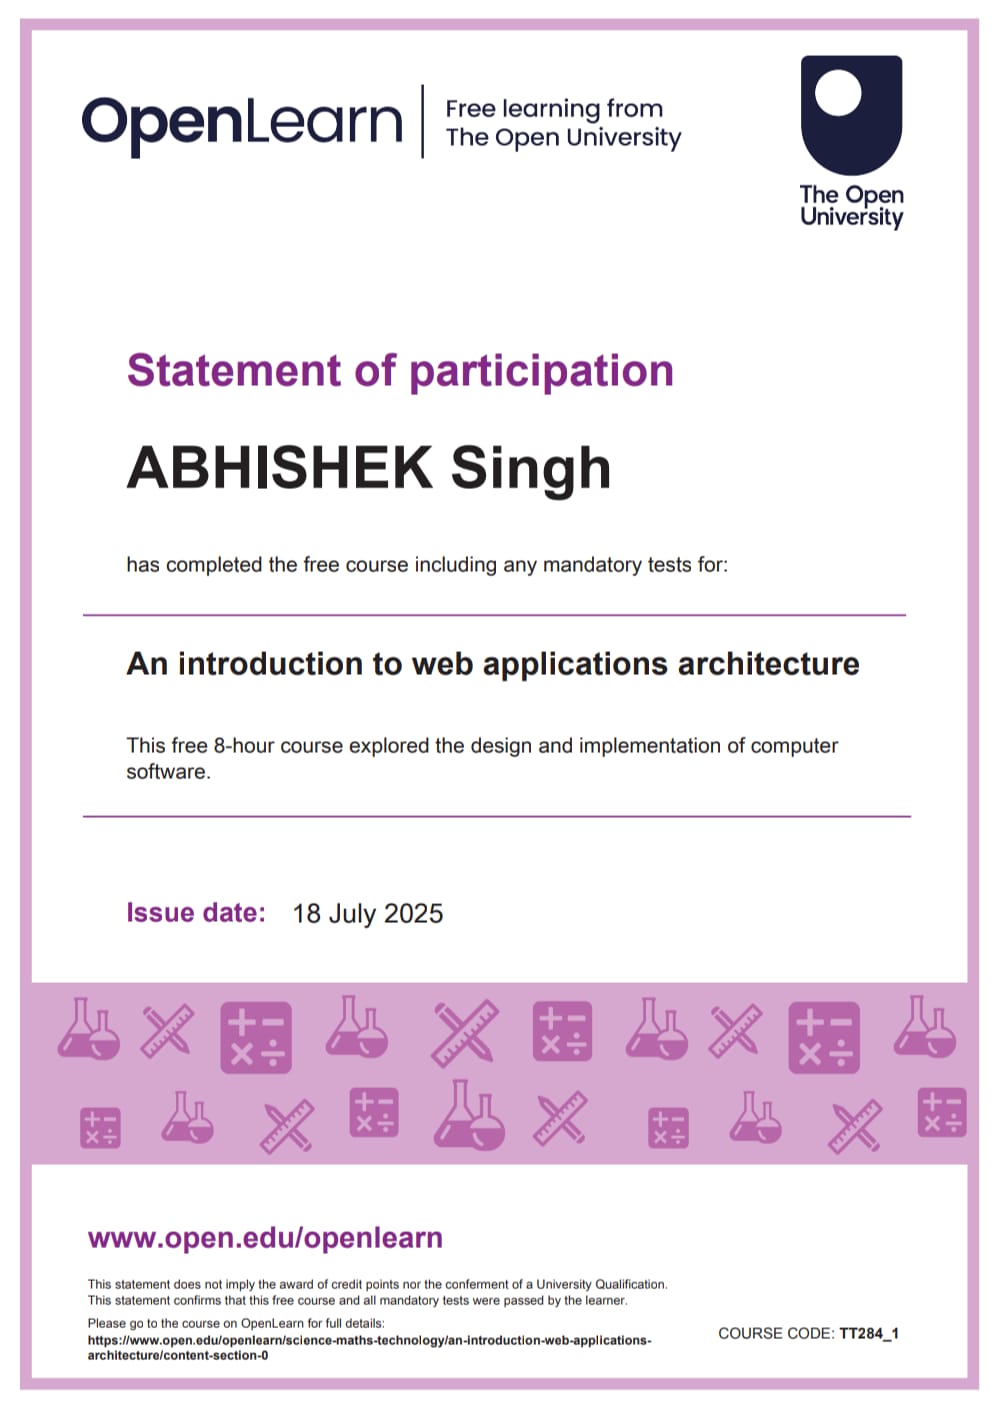 OpenLearn
Free learning from
The Open University
The Open
University
Statement of participation
ABHISHEK Singh
has completed the free course including any mandatory tests for:
An introduction to web applications architecture
This free 8-hour course explored the design and implementation of computer
software.
Issue date: 18 July 2025
www.open.edu/openlearn
This statement does not imply the award of credit points nor the conferment of a University Qualification.
This statement confirms that this free course and all mandatory tests were passed by the learner.
Please go to the course on OpenLearn for full details:
https://www.open.edu/openlearn/science-maths-technology/an-introduction-web-applications-
architecture/content-section-0
COURSE CODE: TT284_1